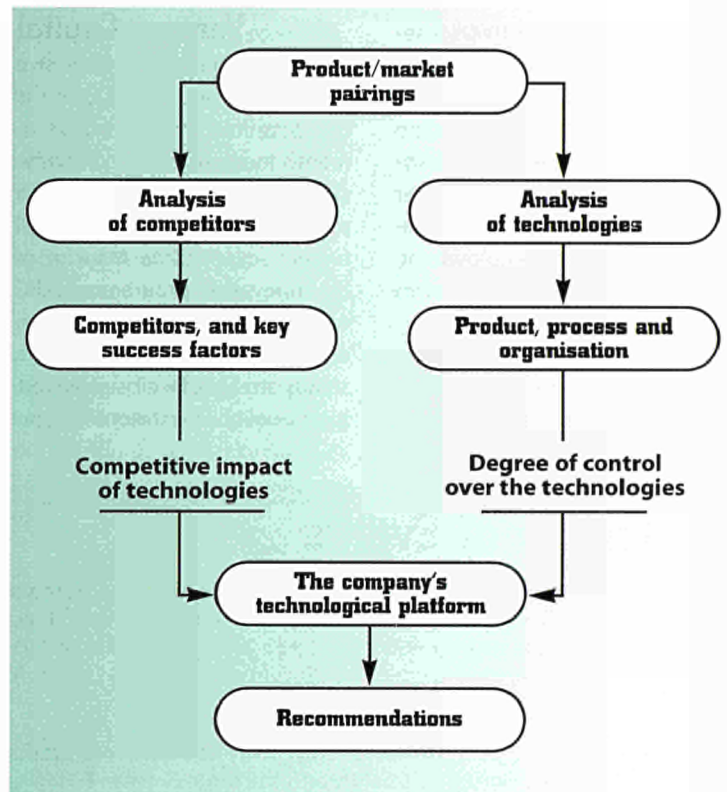 Product/market
pairings
Analysis
of competitors
Analysis
of technologies
Competitors, and key
success factors
Product, process and
organisation
Competitive impact
of technologies
Degree of control
over the technologies
The company's
technological platform
Recommendations